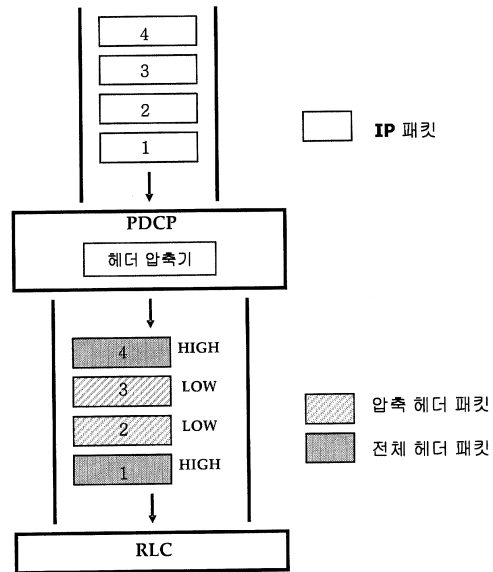 4
3
2
1
IP 패킷
PDCP
헤더 압축기
4 HIGH
3 LOW
2 LOW
1 HIGH
압축 헤더 패킷
전체 헤더 패킷
RLC